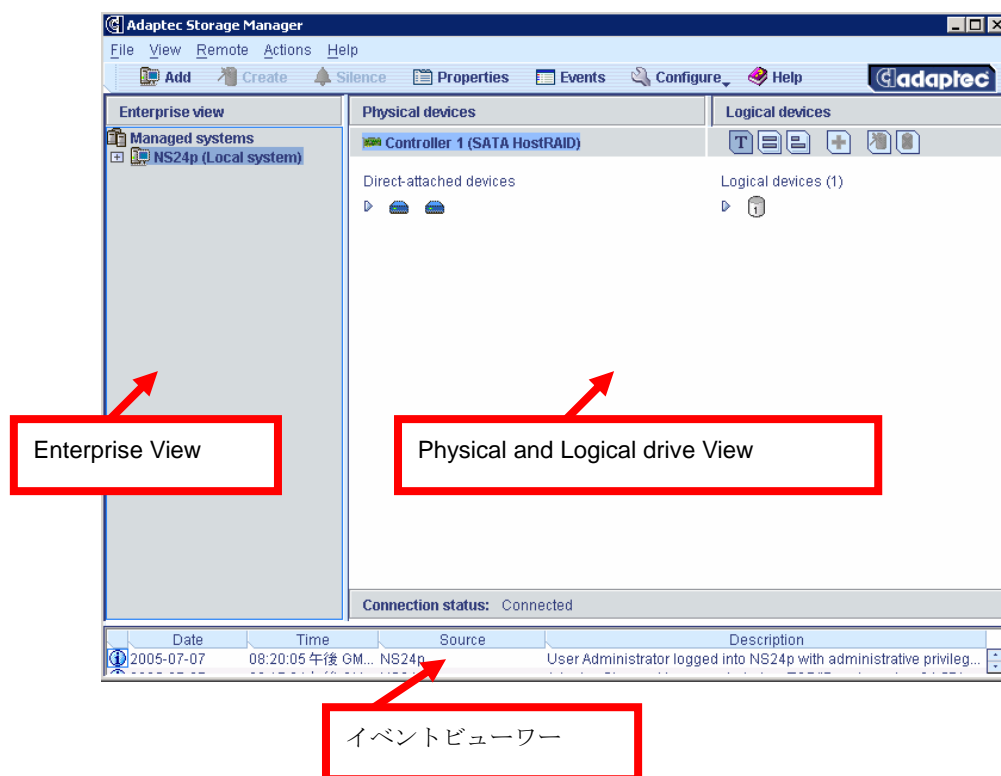 Adaptec Storage Manager
File View Remote Actions Help
Add Create Silence Properties Events Configure Help adaptec
Enterprise view
Physical devices
Logical devices
Managed systems
NS24p (Local system)
Controller 1 (SATA HostRAID)
T
Direct-attached devices
Logical devices (1)
1
Enterprise View
Physical and Logical drive View
Connection status: Connected
Date Time Source Description
2005-07-07 08:20:05 午後 GM... NS24p User Administrator logged into NS24p with administrative privileg...
イベントビューワー